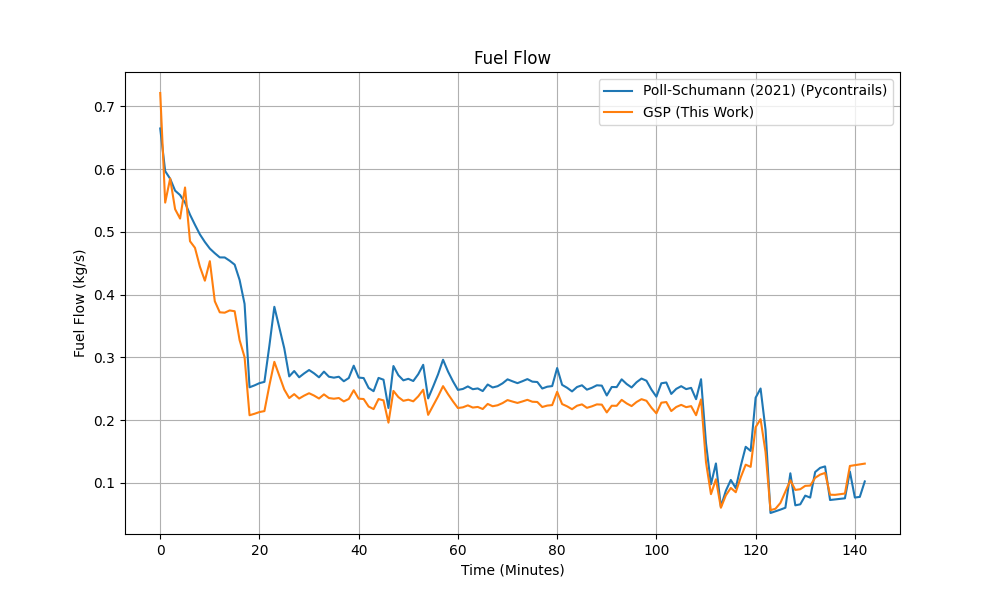 Fuel Flow
Poll-Schumann (2021) (Pycontrails)
GSP (This Work)
Fuel Flow (kg/s)
0.7
0.6
0.5
0.4
0.3
0.2
0.1
0 20 40 60 80 100 120 140
Time (Minutes)